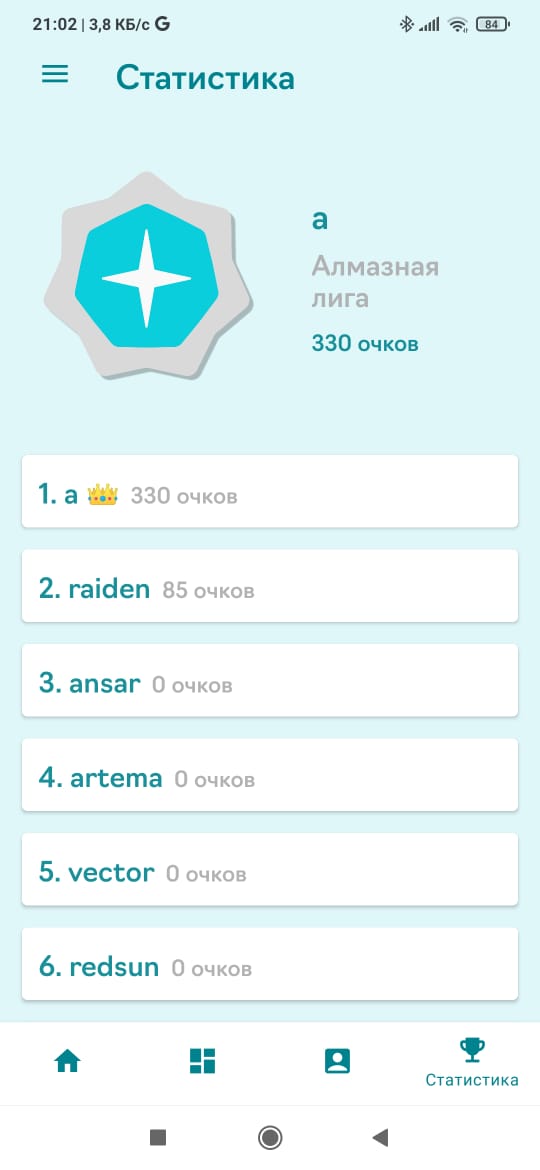 21:02 | 3,8 КБ/с G
84
Статистика
a
Алмазная
лига
330 очков
1. a 330 очков
2. raiden 85 очков
3. ansar 0 очков
4. artema 0 очков
5. vector 0 очков
6. redsun 0 очков
Статистика